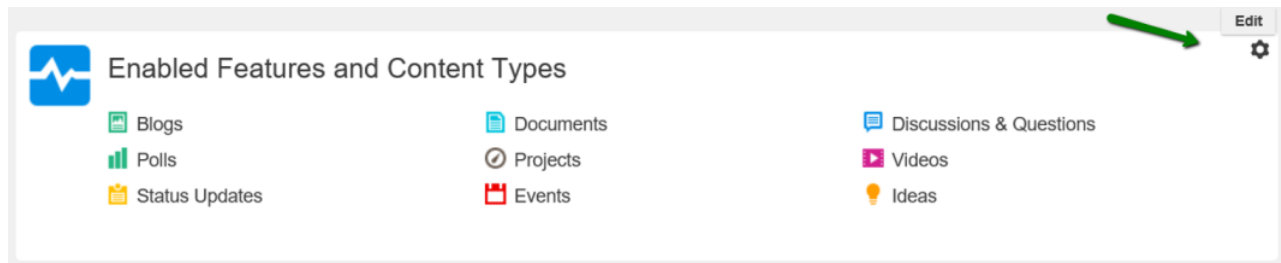 Edit
Enabled Features and Content Types
Blogs
Documents
Discussions & Questions
Polls
Projects
Videos
Status Updates
Events
Ideas